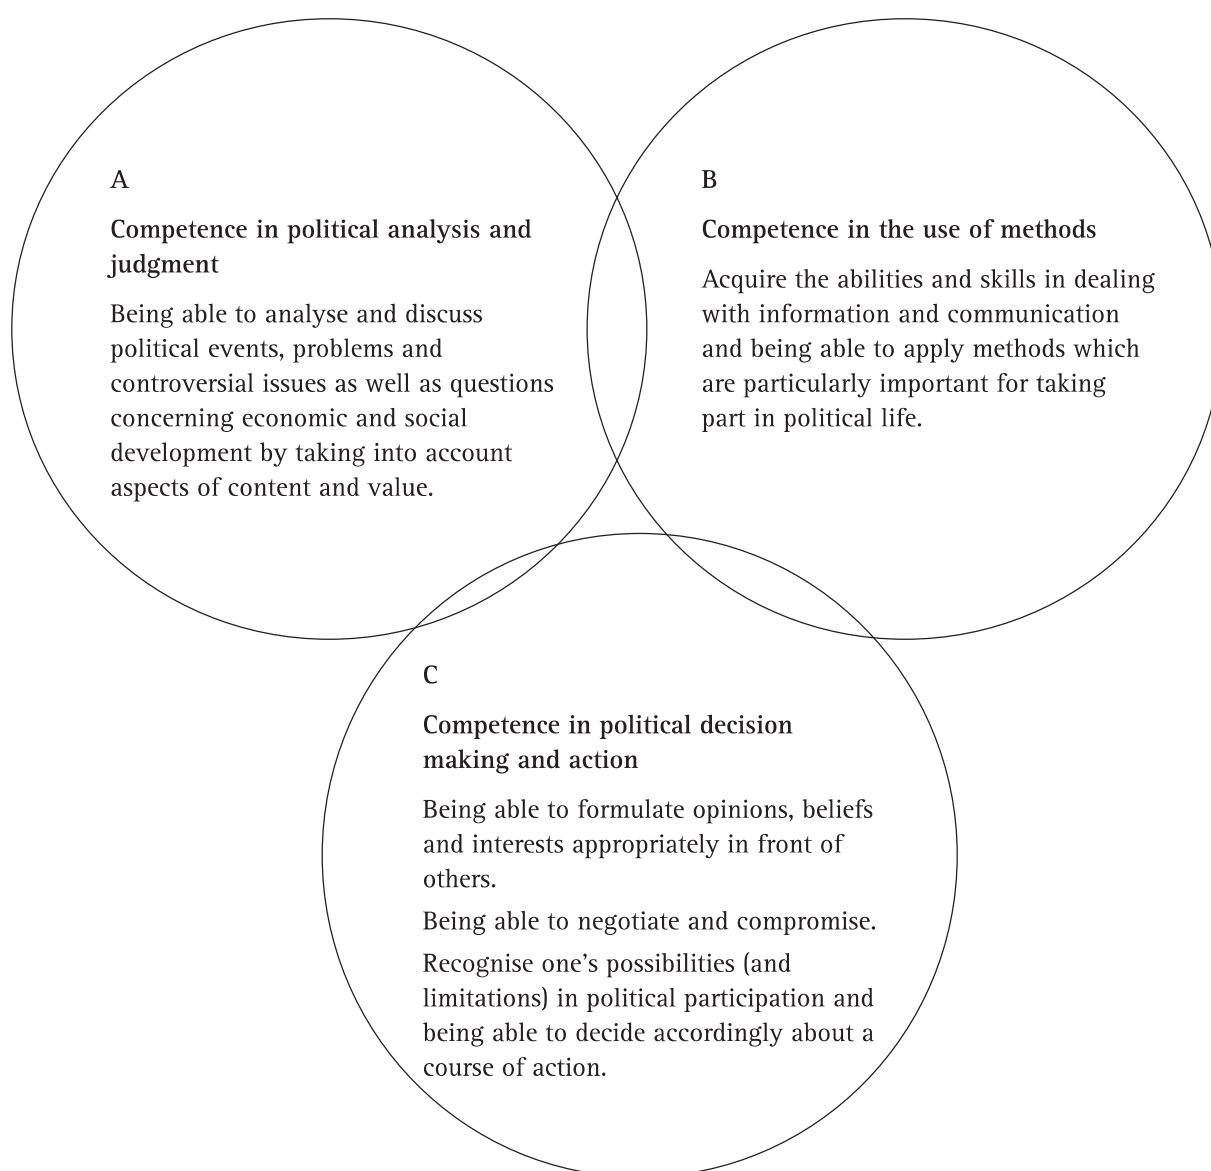 A
Competence in political analysis and
judgment
Being able to analyse and discuss
political events, problems and
controversial issues as well as questions
concerning economic and social
development by taking into account
aspects of content and value.
B
Competence in the use of methods
Acquire the abilities and skills in dealing
with information and communication
and being able to apply methods which
are particularly important for taking
part in political life.
C
Competence in political decision
making and action
Being able to formulate opinions, beliefs
and interests appropriately in front of
others.
Being able to negotiate and compromise.
Recognise one’s possibilities (and
limitations) in political participation and
being able to decide accordingly about a
course of action.